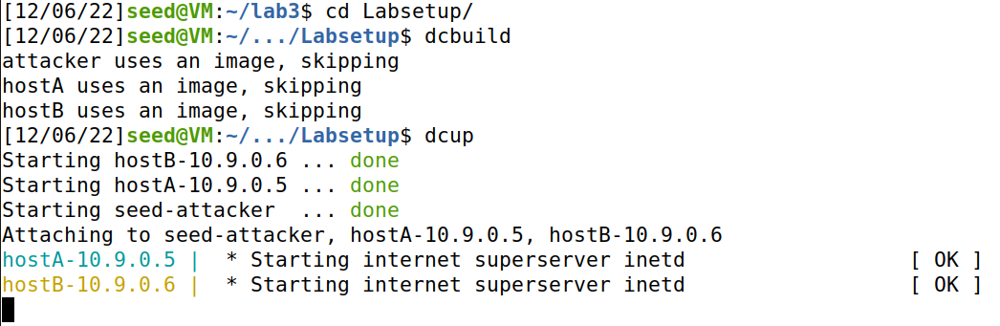 [12/06/22]seed@VM:~/lab3$ cd Labsetup/
[12/06/22]seed@VM:~/.../Labsetup$ dcbuild
attacker uses an image, skipping
hostA uses an image, skipping
hostB uses an image, skipping
[12/06/22]seed@VM:~/.../Labsetup$ dcup
Starting hostB-10.9.0.6 ... done
Starting hostA-10.9.0.5 ... done
Starting seed-attacker  ... done
Attaching to seed-attacker, hostA-10.9.0.5, hostB-10.9.0.6
hostA-10.9.0.5 |  * Starting internet superserver inetd                  [ OK ]
hostB-10.9.0.6 |  * Starting internet superserver inetd                  [ OK ]